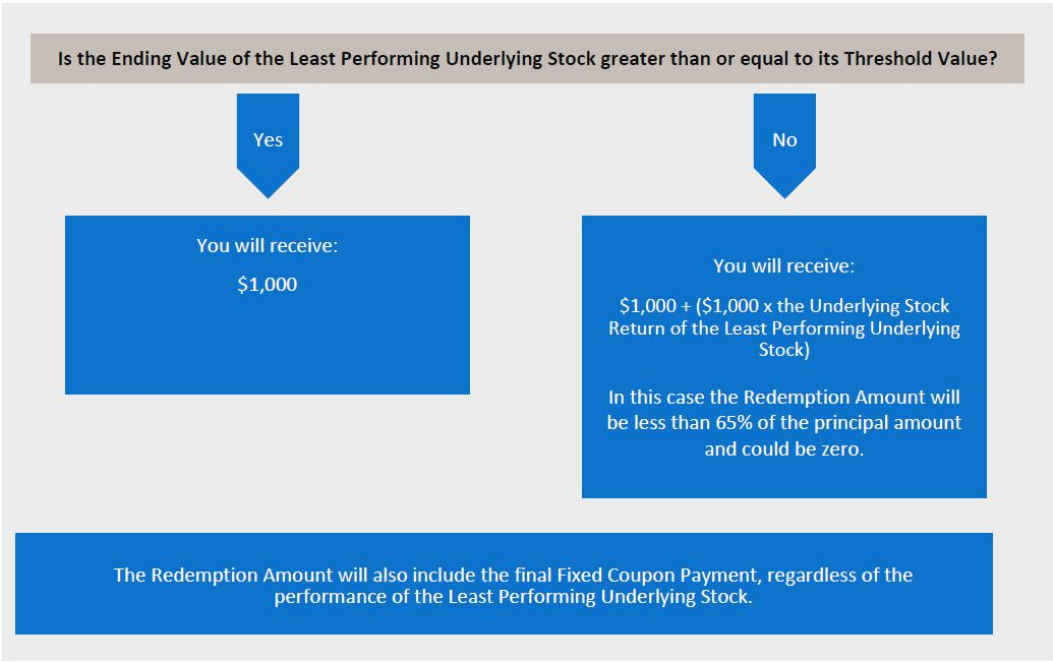 Is the Ending Value of the Least Performing Underlying Stock greater than or equal to its Threshold Value?
Yes
No
You will receive:
$1,000
You will receive:
$1,000 + ($1,000 x the Underlying Stock
Return of the Least Performing Underlying
Stock)
In this case the Redemption Amount will
be less than 65% of the principal amount
and could be zero.
The Redemption Amount will also include the final Fixed Coupon Payment, regardless of the
performance of the Least Performing Underlying Stock.